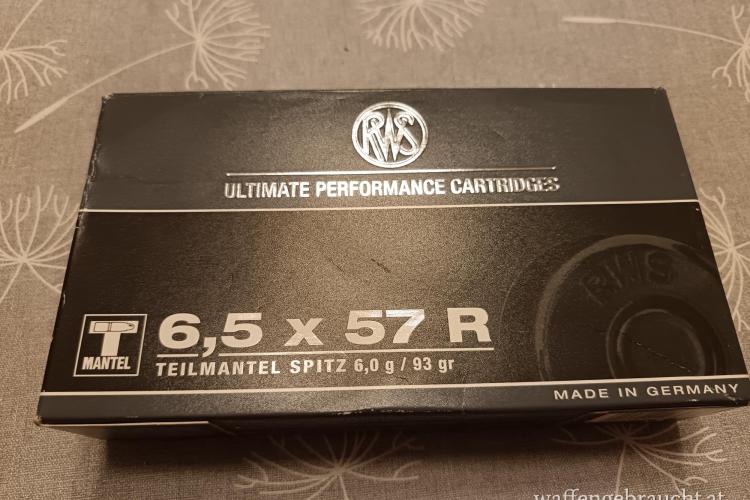 RWS
ULTIMATE PERFORMANCE CARTRIDGES
RWS
6,5 x 57 R
T
MANTEL
TEILMANTEL SPITZ 6,0 g / 93 gr
MADE IN GERMANY
waffengebraucht.at